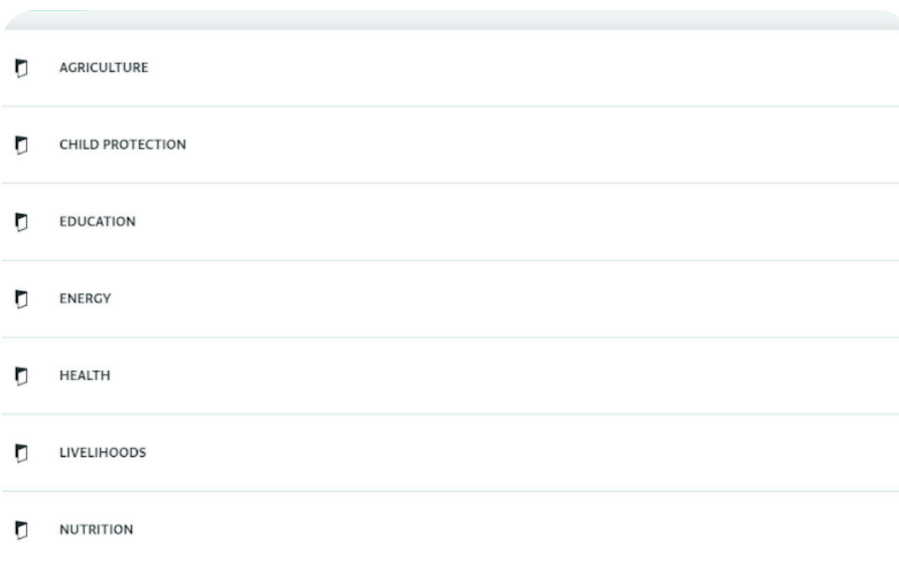 AGRICULTURE
CHILD PROTECTION
EDUCATION
ENERGY
HEALTH
LIVELIHOODS
NUTRITION